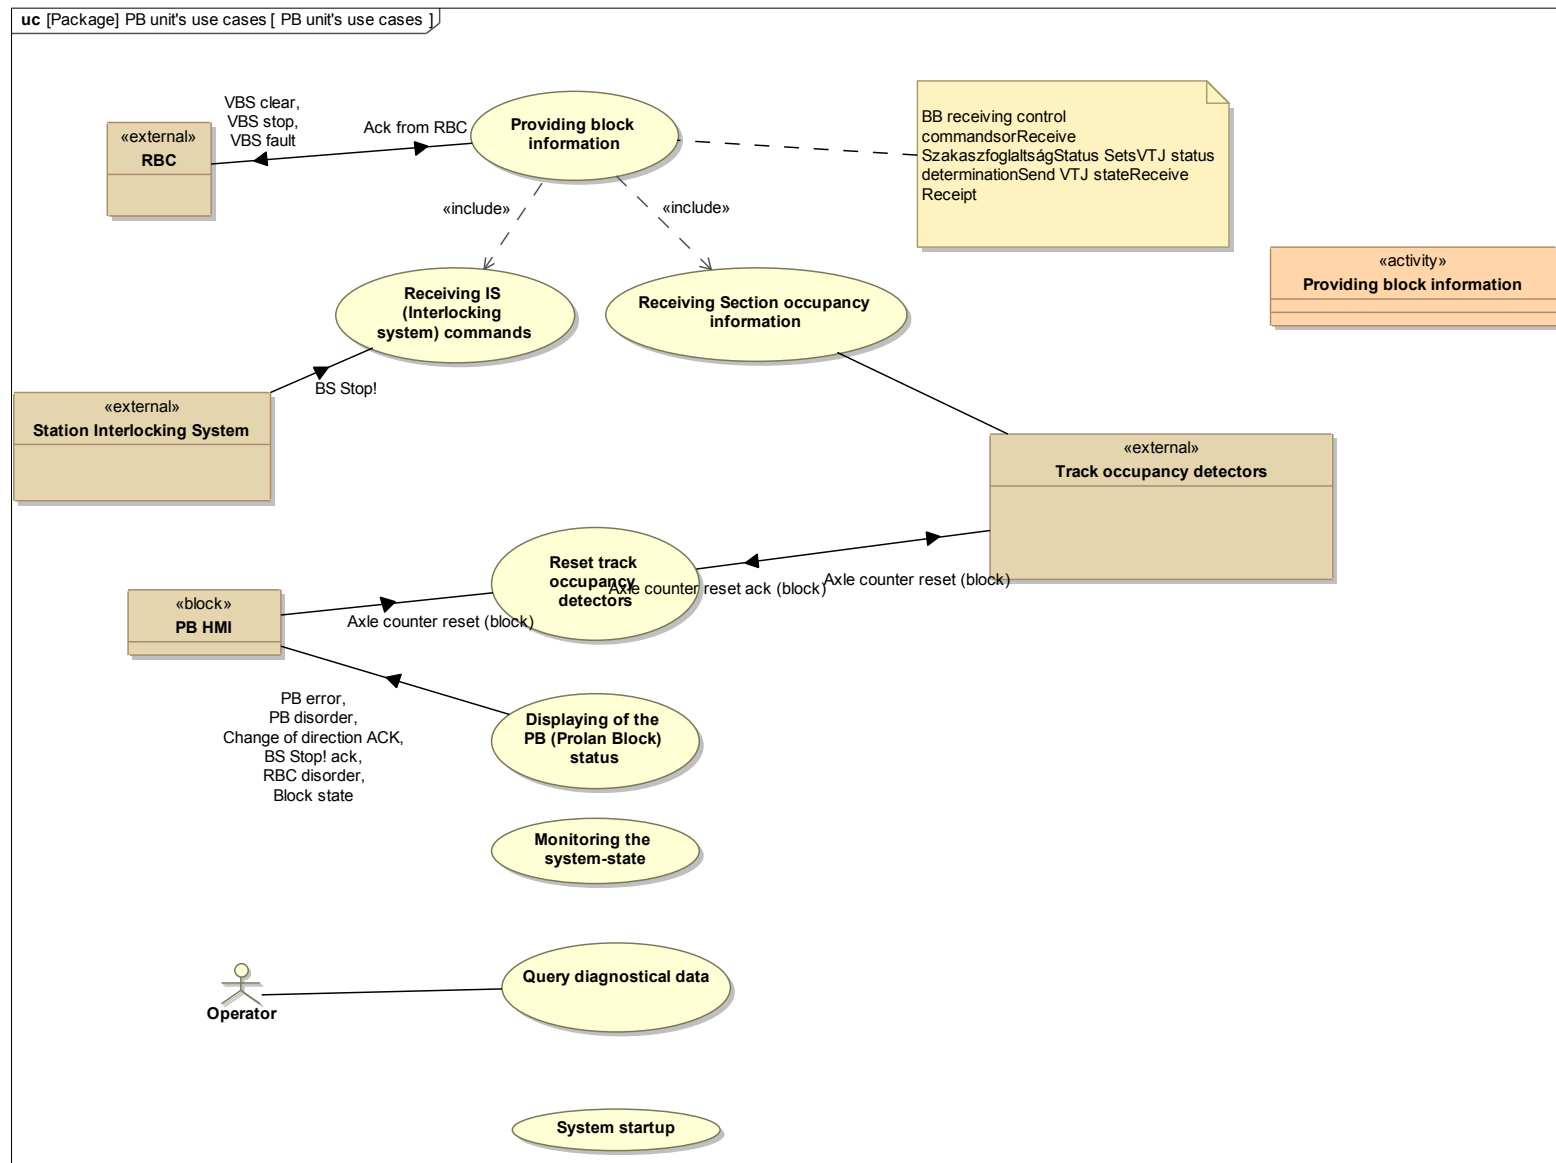 uc [Package] PB unit's use cases [ PB unit's use cases ]
VBS clear,
VBS stop,
VBS fault
Ack from RBC
«external»
RBC
Providing block
information
BB receiving control
commandsorReceive
SzakaszfoglaltságStatus SetsVTJ status
determinationSend VTJ stateReceive
Receipt
«include»
«include»
«activity»
Providing block information
Receiving IS
(Interlocking
system) commands
Receiving Section occupancy
information
BS Stop!
«external»
Station Interlocking System
«external»
Track occupancy detectors
Reset track
occupancy
detectors
Axle counter reset ack (block)
Axle counter reset (block)
«block»
PB HMI
Axle counter reset (block)
PB error,
PB disorder,
Change of direction ACK,
BS Stop! ack,
RBC disorder,
Block state
Displaying of the
PB (Prolan Block)
status
Monitoring the
system-state
Query diagnostical data
Operator
System startup